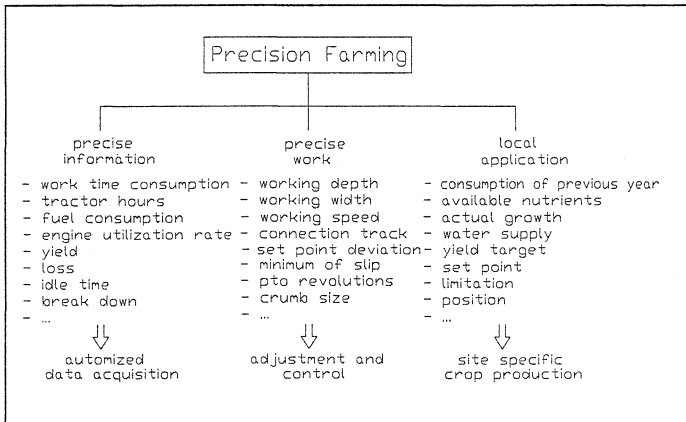 Precision Farming
precise
information
- work time consumption
- tractor hours
- fuel consumption
- engine utilization rate
- yield
- loss
- idle time
- break down
- ...
automized
data acquisition
precise
work
- working depth
- working width
- working speed
- connection track
- set point deviation
- minimum of slip
- pto revolutions
- crumb size
- ...
adjustment and
control
local
application
- consumption of previous year
- available nutrients
- actual growth
- water supply
- yield target
- set point
- limitation
- position
- ...
site specific
crop production